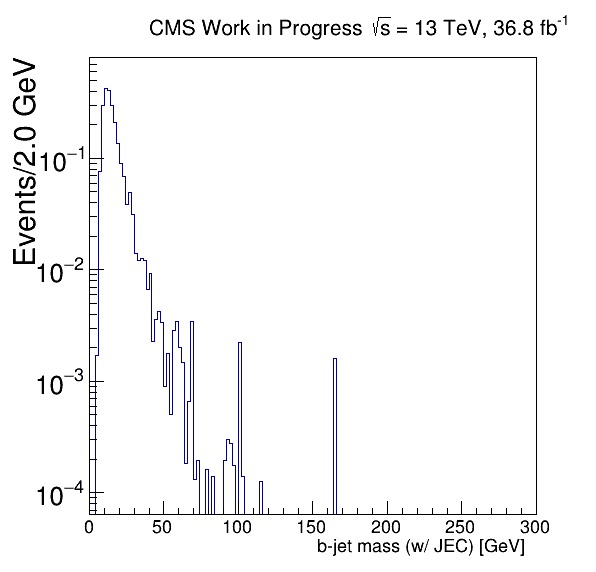 CMS Work in Progress √s = 13 TeV, 36.8 fb⁻¹
Events/2.0 GeV
10⁻¹
10⁻²
10⁻³
10⁻⁴
0 50 100 150 200 250 300
b-jet mass (w/ JEC) [GeV]